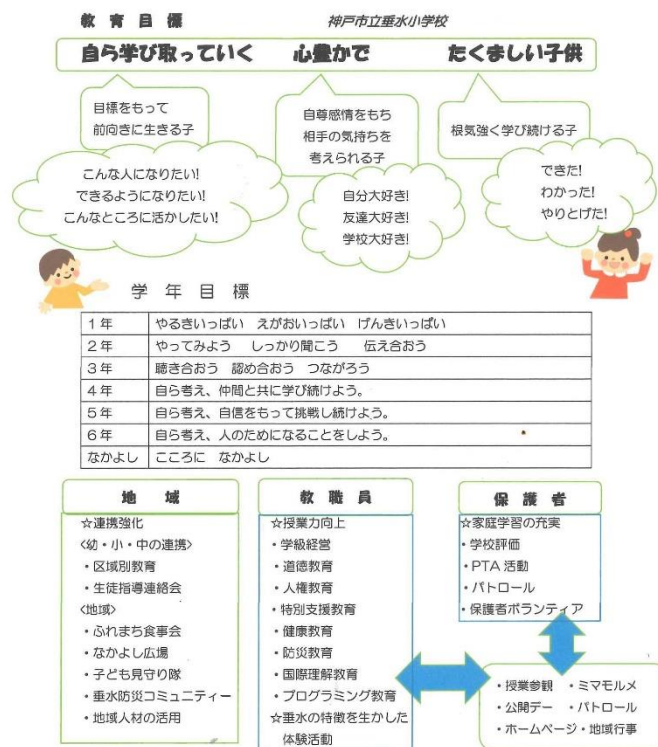 教育目標
神戸市立垂水小学校
自ら学び取っていく　心豊かで　たくましい子供
目標をもって
前向きに生きる子
こんな人になりたい!
できるようになりたい!
こんなところに活かしたい!
自尊感情をもち
相手の気持ちを
考えられる子
自分大好き!
友達大好き!
学校大好き!
根気強く学び続ける子
できた!
わかった!
やりとげた!
学年目標
1年　やるきいっぱい　えがおいっぱい　げんきいっぱい
2年　やってみよう　しっかり聞こう　伝え合おう
3年　聴き合おう　認め合おう　つながろう
4年　自ら考え、仲間と共に学び続けよう。
5年　自ら考え、自信をもって挑戦し続けよう。
6年　自ら考え、人のためになることをしよう。
なかよし　こころに　なかよし
地域
☆連携強化
〈幼・小・中の連携〉
・区域別教育
・生徒指導連絡会
〈地域〉
・ふれまち食事会
・なかよし広場
・子ども見守り隊
・垂水防災コミュニティー
・地域人材の活用
教職員
☆授業力向上
・学級経営
・道徳教育
・人権教育
・特別支援教育
・健康教育
・防災教育
・国際理解教育
・プログラミング教育
☆垂水の特徴を生かした
体験活動
保護者
☆家庭学習の充実
・学校評価
・PTA 活動
・パトロール
・保護者ボランティア
・授業参観　・ミマモルメ
・公開デー　・パトロール
・ホームページ・地域行事